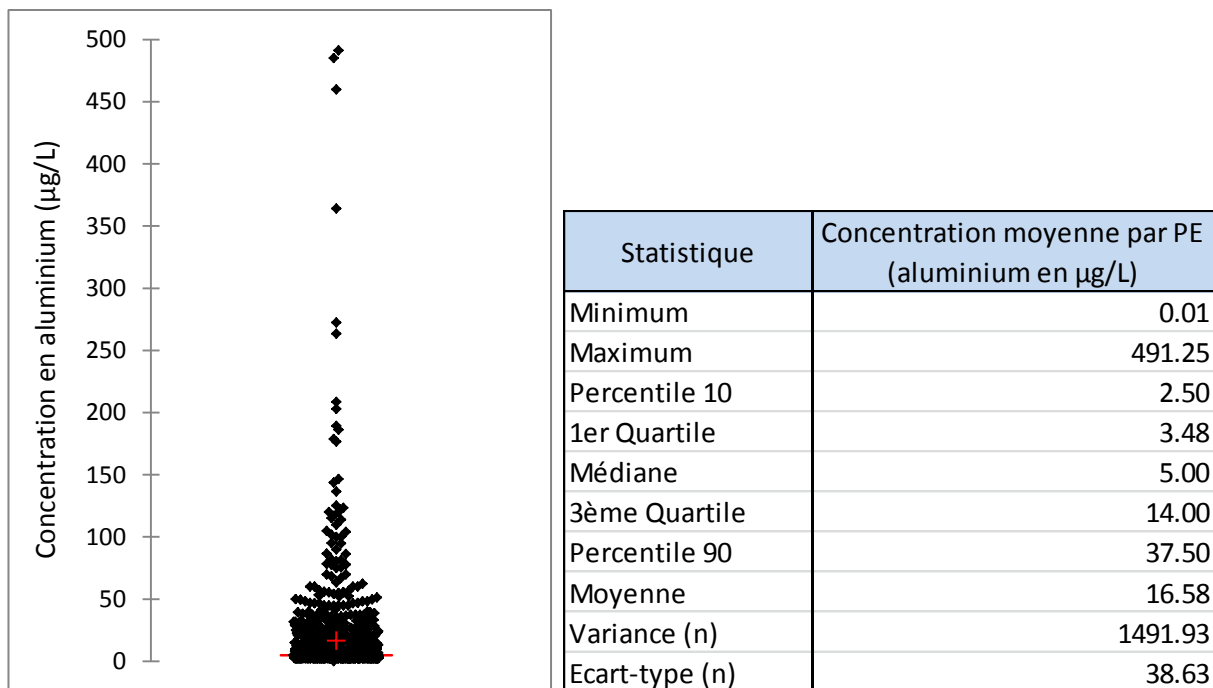 500
450
400
350
300
250
200
150
100
50
0
Concentration en aluminium (µg/L)
Statistique
Concentration moyenne par PE
(aluminium en µg/L)
Minimum 0.01
Maximum 491.25
Percentile 10 2.50
1er Quartile 3.48
Médiane 5.00
3ème Quartile 14.00
Percentile 90 37.50
Moyenne 16.58
Variance (n) 1491.93
Ecart-type (n) 38.63